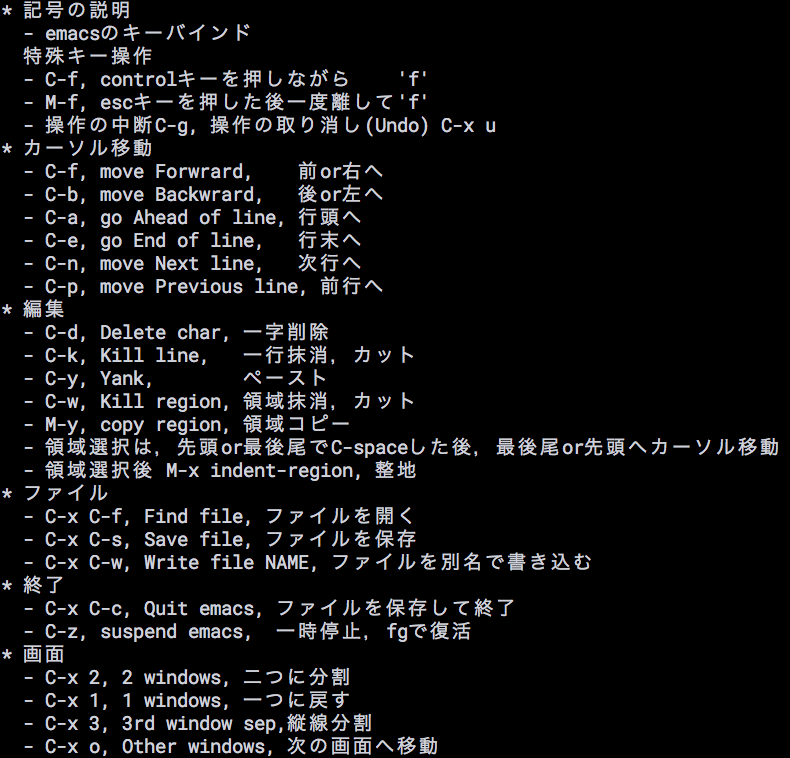 * 記号の説明
- emacsのキーバインド
特殊キー操作
- C-f, controlキーを押しながら 'f'
- M-f, escキーを押した後一度離して'f'
- 操作の中断C-g, 操作の取り消し(Undo) C-x u
* カーソル移動
- C-f, move Forwrard, 前or右へ
- C-b, move Backwrard, 後or左へ
- C-a, go Ahead of line, 行頭へ
- C-e, go End of line, 行末へ
- C-n, move Next line, 次行へ
- C-p, move Previous line, 前行へ
* 編集
- C-d, Delete char, 一字削除
- C-k, Kill line, 一行抹消, カット
- C-y, Yank, ペースト
- C-w, Kill region, 領域抹消, カット
- M-y, copy region, 領域コピー
- 領域選択は, 先頭or最後尾でC-spaceした後, 最後尾or先頭へカーソル移動
- 領域選択後 M-x indent-region, 整地
* ファイル
- C-x C-f, Find file, ファイルを開く
- C-x C-s, Save file, ファイルを保存
- C-x C-w, Write file NAME, ファイルを別名で書き込む
* 終了
- C-x C-c, Quit emacs, ファイルを保存して終了
- C-z, suspend emacs, 一時停止, fgで復活
* 画面
- C-x 2, 2 windows, 二つに分割
- C-x 1, 1 windows, 一つに戻す
- C-x 3, 3rd window sep,縦線分割
- C-x o, Other windows, 次の画面へ移動